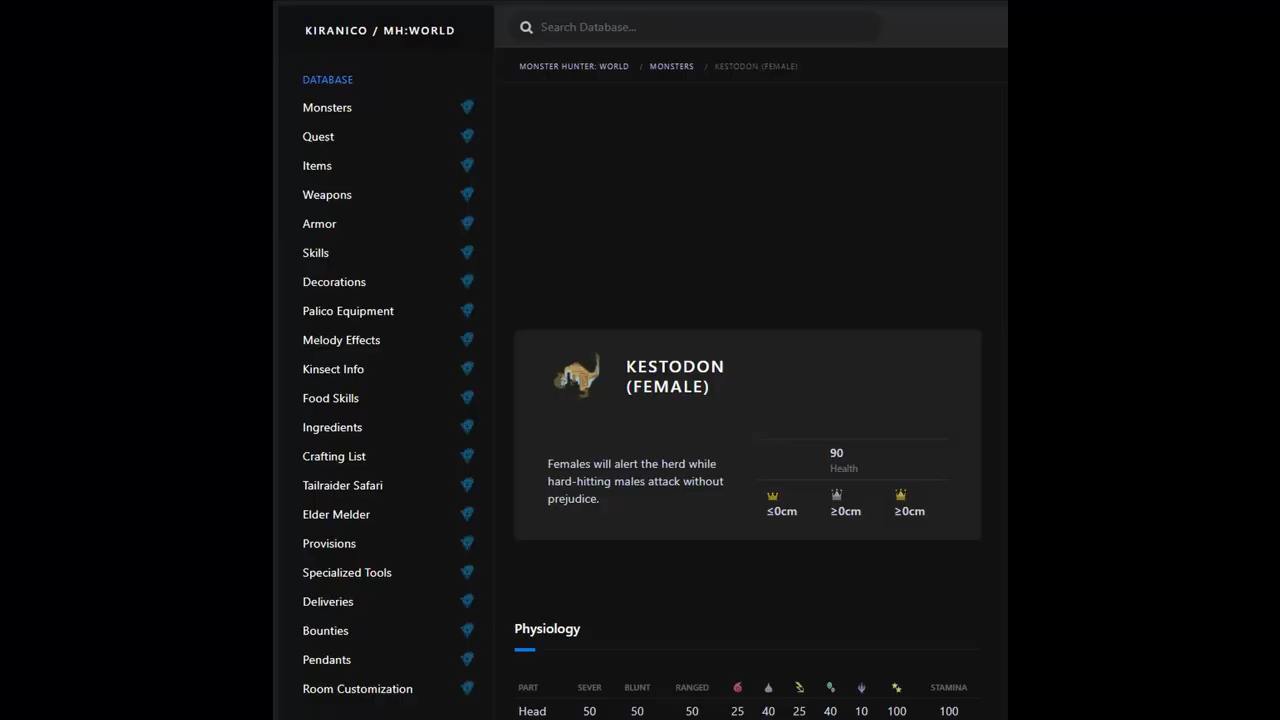 KIRANICO / MH:WORLD
Search Database...
MONSTER HUNTER: WORLD / MONSTERS / KESTODON (FEMALE)
DATABASE
Monsters
Quest
Items
Weapons
Armor
Skills
Decorations
Palico Equipment
Melody Effects
Kinsect Info
Food Skills
Ingredients
Crafting List
Tailraider Safari
Elder Melder
Provisions
Specialized Tools
Deliveries
Bounties
Pendants
Room Customization
KESTODON
(FEMALE)
Females will alert the herd while
hard-hitting males attack without
prejudice.
90
Health
≤0cm ≥0cm ≥0cm
Physiology
PART SEVER BLUNT RANGED STAMINA
Head 50 50 50 25 40 25 40 10 100 100